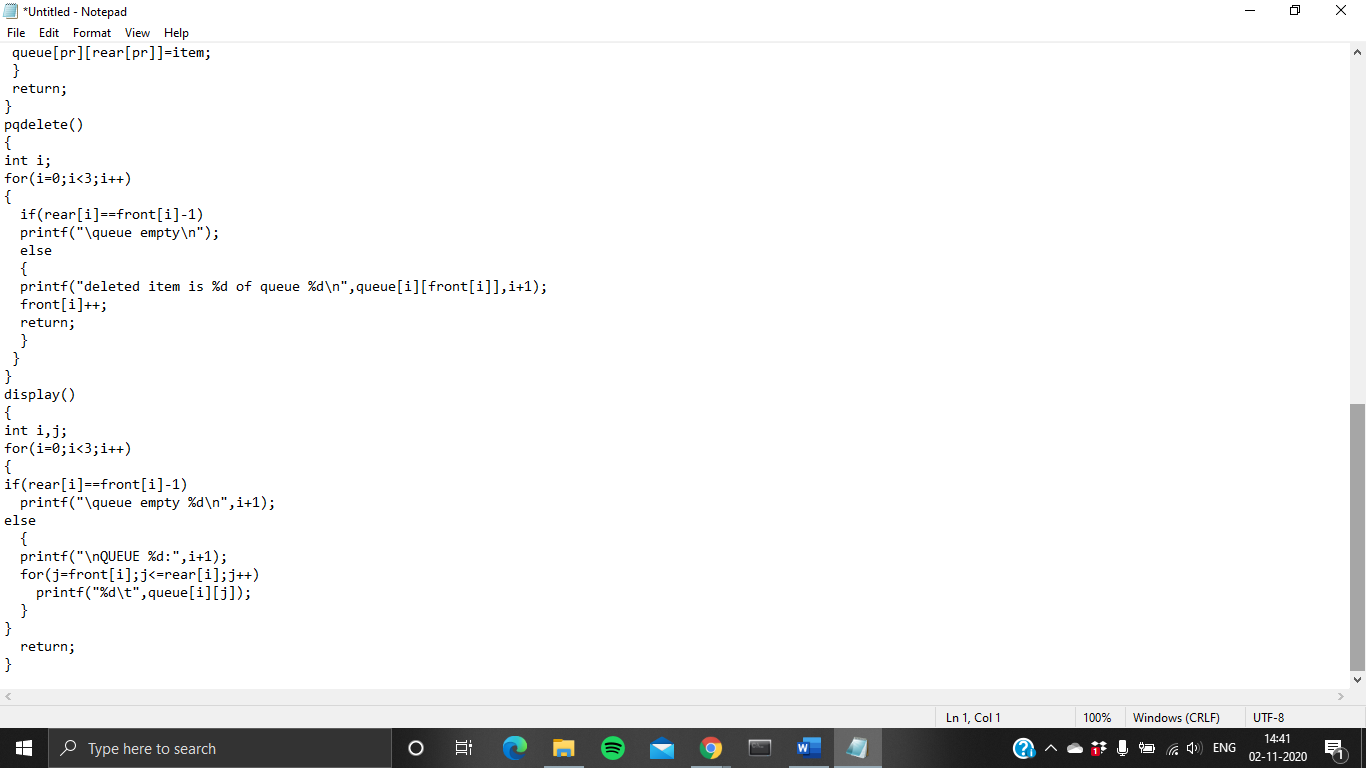 *Untitled - Notepad
File Edit Format View Help
queue[pr][rear[pr]]=item;
}
return;
}
pqdelete()
{
int i;
for(i=0;i<3;i++)
{
if(rear[i]==front[i]-1)
printf("\queue empty\n");
else
{
printf("deleted item is %d of queue %d\n",queue[i][front[i]],i+1);
front[i]++;
return;
}
}
}
display()
{
int i,j;
for(i=0;i<3;i++)
{
if(rear[i]==front[i]-1)
printf("\queue empty %d\n",i+1);
else
{
printf("\nQUEUE %d:",i+1);
for(j=front[i];j<=rear[i];j++)
printf("%d\t",queue[i][j]);
}
}
return;
}
Ln 1, Col 1 100% Windows (CRLF) UTF-8
Type here to search
ENG
14:41
02-11-2020
1